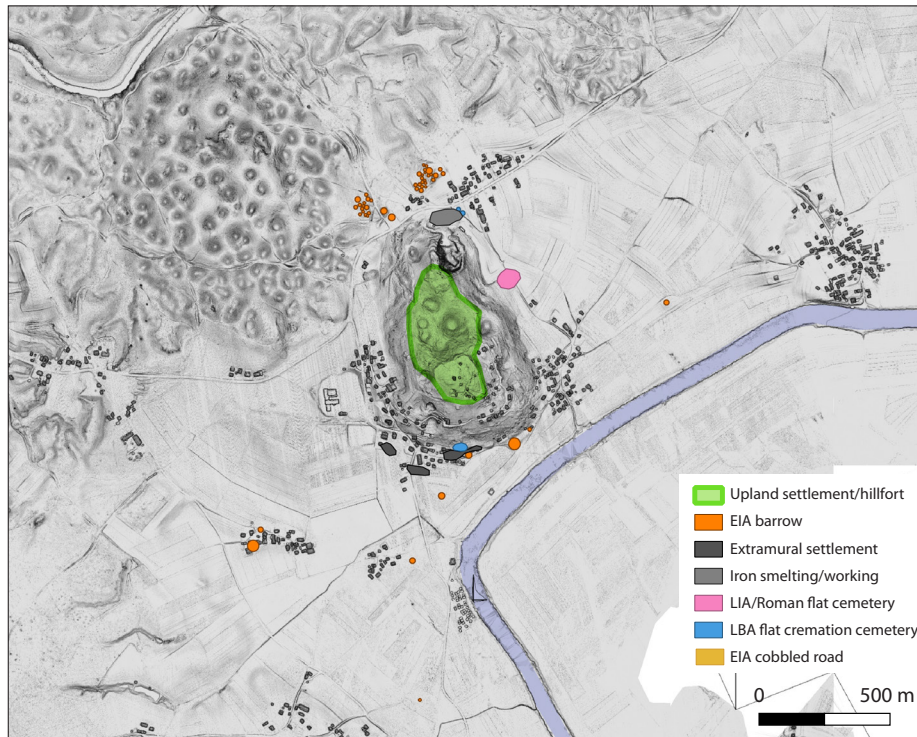 Upland settlement/hillfort
EIA barrow
Extramural settlement
Iron smelting/working
LIA/Roman flat cemetery
LBA flat cremation cemetery
EIA cobbled road
0 500 m